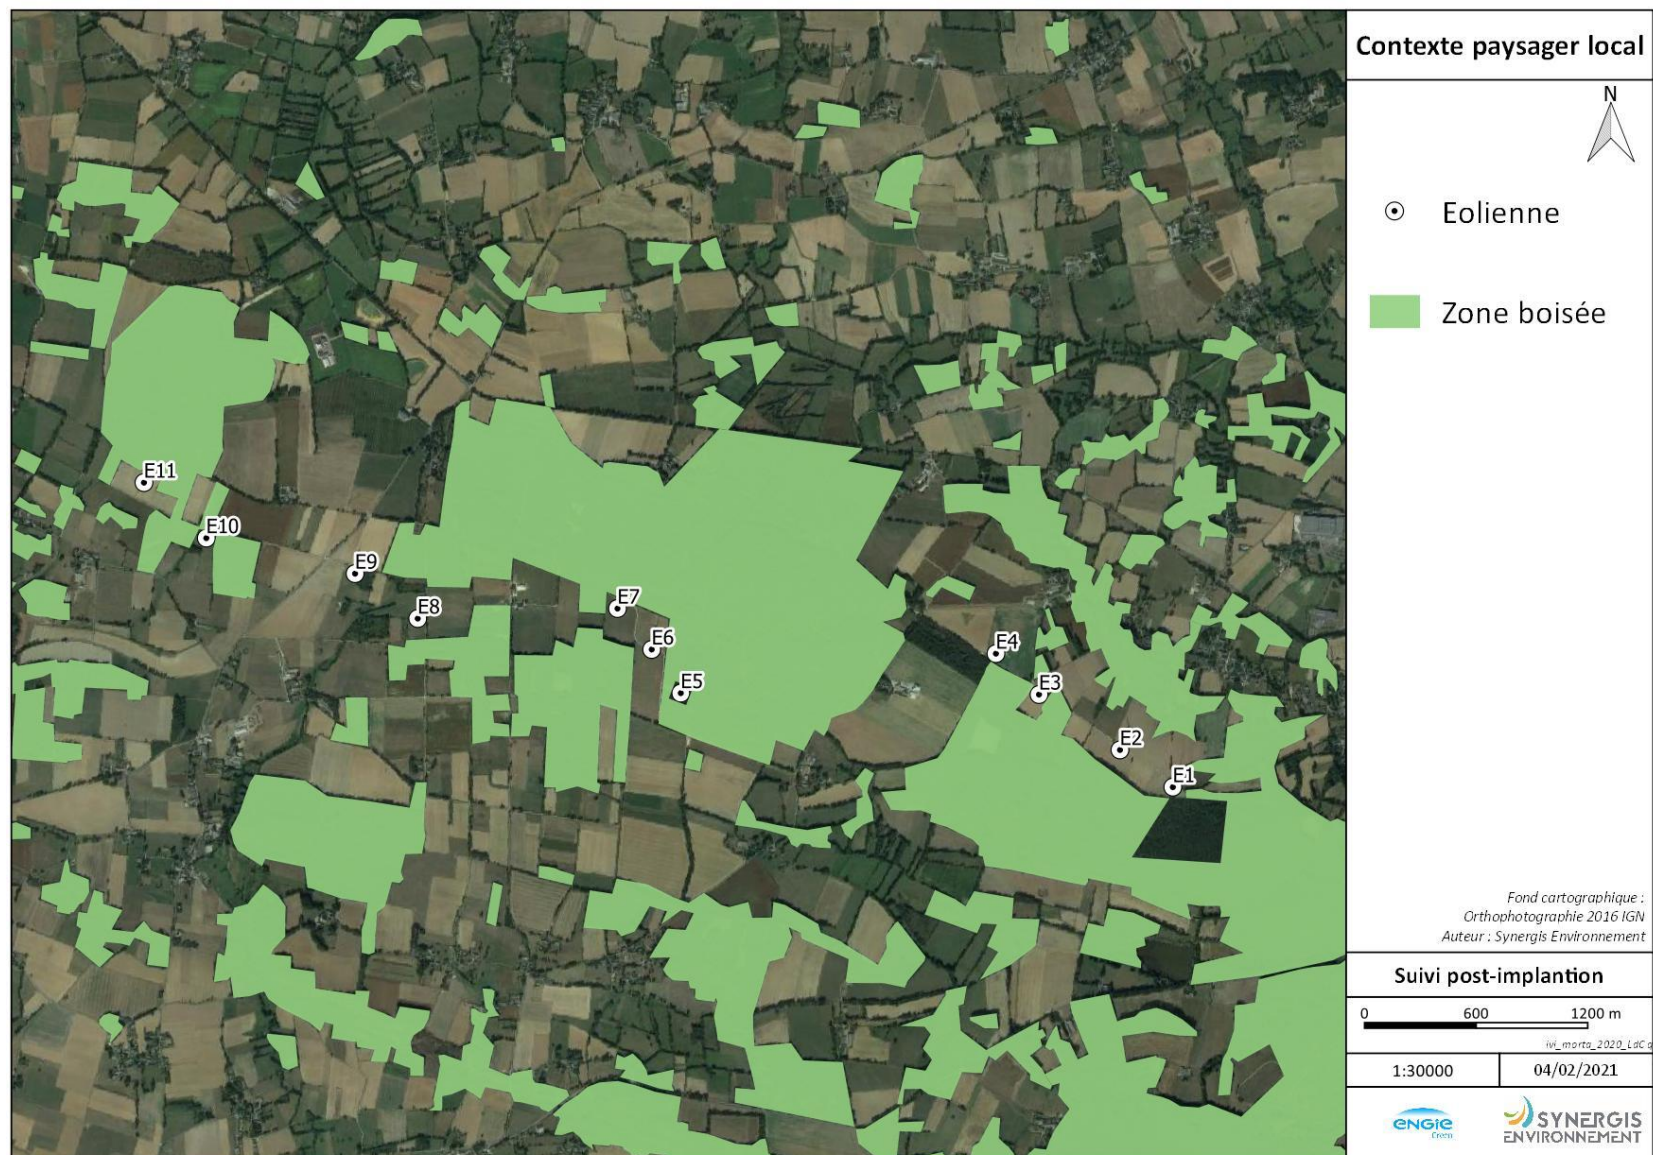 Contexte paysager local
N
Eolienne
Zone boisée
E11
E10
E9
E8
E7
E6
E5
E4
E3
E2
E1
Fond cartographique :
Orthophotographie 2016 IGN
Auteur : Synergis Environnement
Suivi post-implantion
0 600 1200 m
1:30000
04/02/2021
ENGIE
Green
SYNERGIS
ENVIRONNEMENT